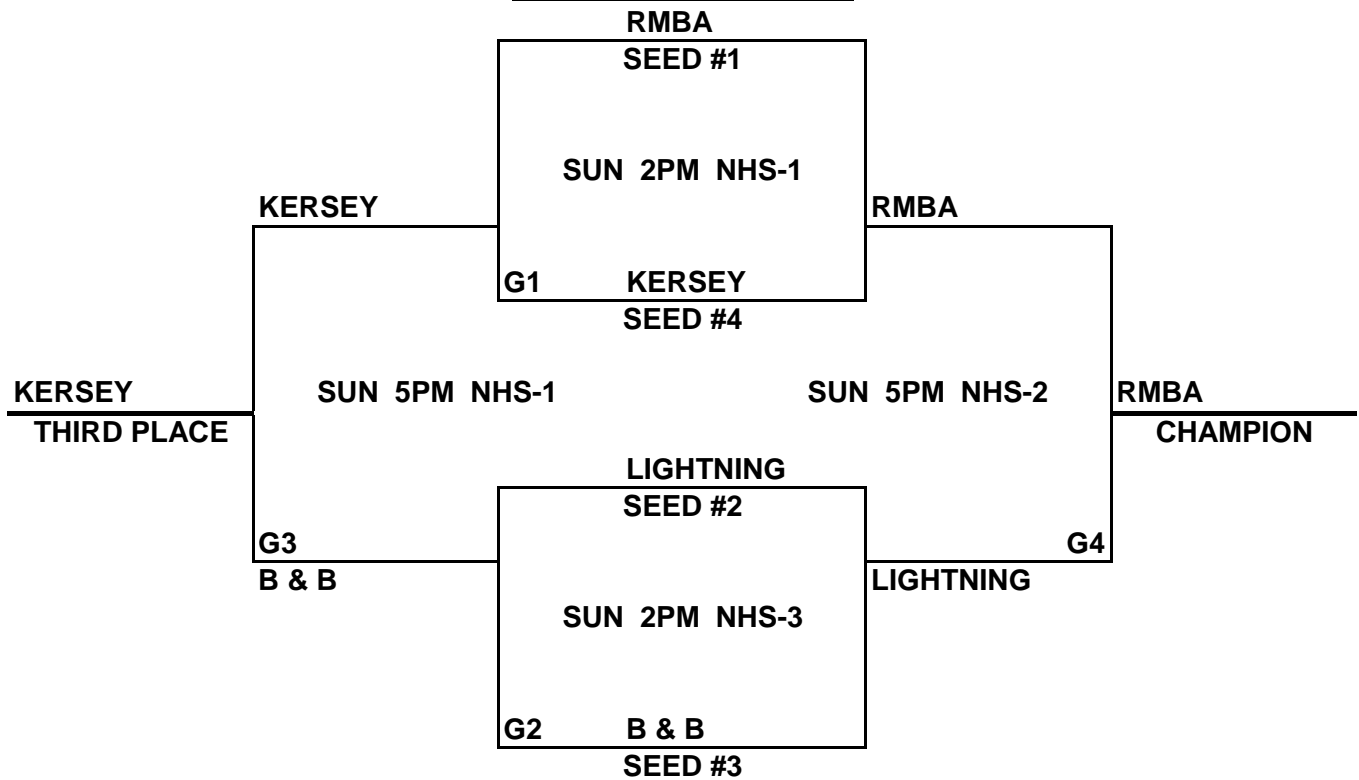 RMBA
SEED #1
SUN 2PM NHS-1
KERSEY
RMBA
G1 KERSEY
SEED #4
KERSEY
SUN 5PM NHS-1
SUN 5PM NHS-2
RMBA
THIRD PLACE
CHAMPION
LIGHTNING
SEED #2
G3
G4
B & B
LIGHTNING
SUN 2PM NHS-3
G2 B & B
SEED #3